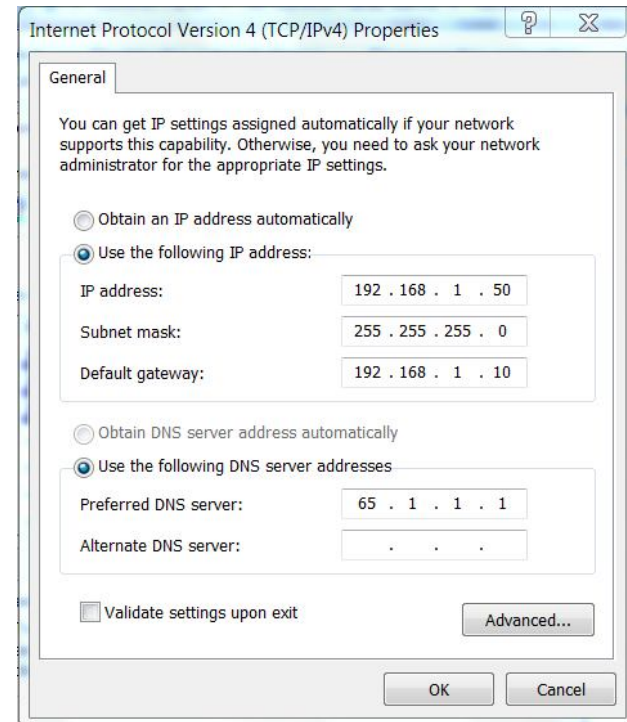 Internet Protocol Version 4 (TCP/IPv4) Properties
General
You can get IP settings assigned automatically if your network
supports this capability. Otherwise, you need to ask your network
administrator for the appropriate IP settings.
Obtain an IP address automatically
Use the following IP address:
IP address: 192 . 168 . 1 . 50
Subnet mask: 255 . 255 . 255 . 0
Default gateway: 192 . 168 . 1 . 10
Obtain DNS server address automatically
Use the following DNS server addresses
Preferred DNS server: 65 . 1 . 1 . 1
Alternate DNS server: . . .
Validate settings upon exit
Advanced...
OK Cancel